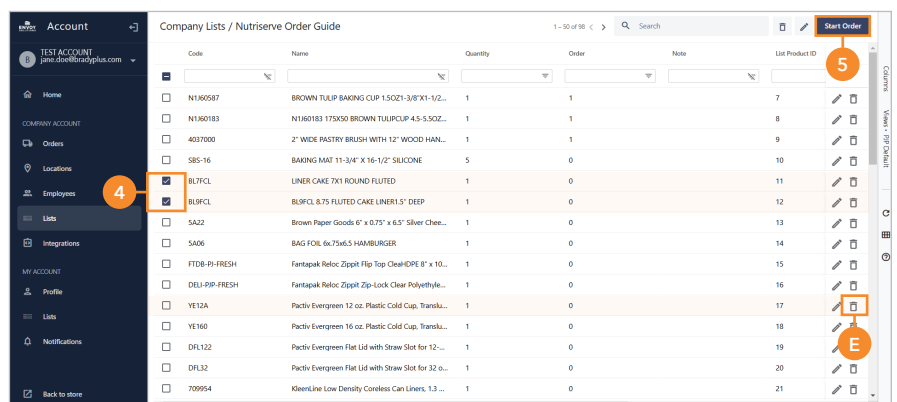 ENVOY SOLUTIONS Account
Company Lists / Nutriserve Order Guide 1 – 50 of 98 < > Search Start Order
B TEST ACCOUNT
jane.doe@bradyplus.com
5
Code Name Quantity Order Note List Product ID
Columns
Views • PJP Default
Home
COMPANY ACCOUNT
Orders
Locations
Employees
Lists
Integrations
MY ACCOUNT
Profile
Lists
Notifications
Back to store
N1J60587 BROWN TULIP BAKING CUP 1.5OZ1-3/8"X1-1/2... 1 1 7
N1J60183 N1J60183 175X50 BROWN TULIPCUP 4.5-5.5OZ... 1 1 8
4037000 2" WIDE PASTRY BRUSH WITH 12" WOOD HAN... 1 1 9
SBS-16 BAKING MAT 11-3/4" X 16-1/2" SILICONE 5 0 10
4
BL7FCL LINER CAKE 7X1 ROUND FLUTED 1 0 11
BL9FCL BL9FCL 8.75 FLUTED CAKE LINER1.5" DEEP 1 0 12
5A22 Brown Paper Goods 6" x 0.75" x 6.5" Silver Chee... 1 0 13
5A06 BAG FOIL 6x.75x6.5 HAMBURGER 1 0 14
FTDB-PJ-FRESH Fantapak Reloc Zippit Flip Top CleaHDPE 8" x 10... 1 0 15
DELI-PJP-FRESH Fantapak Reloc Zippit Zip-Lock Clear Polyethyle... 1 0 16
YE12A Pactiv Evergreen 12 oz. Plastic Cold Cup, Translu... 1 0 17
YE160 Pactiv Evergreen 16 oz. Plastic Cold Cup, Translu... 1 0 18
E
DFL122 Pactiv Evergreen Flat Lid with Straw Slot for 12-... 1 0 19
DFL32 Pactiv Evergreen Flat Lid with Straw Slot for 32 o... 1 0 20
709954 KleenLine Low Density Coreless Can Liners, 1.3 ... 1 0 21